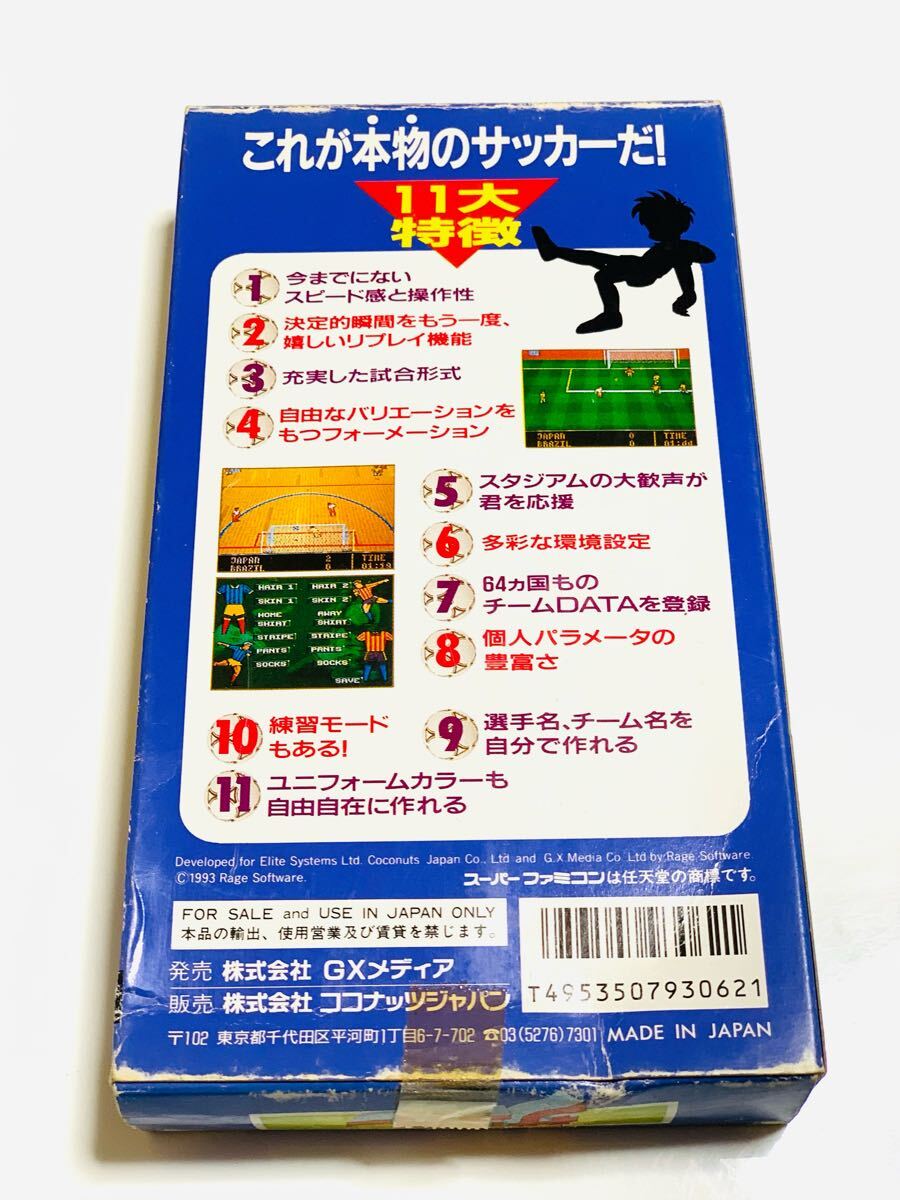 これが本物のサッカーだ!
11大
特徴
1 今までにない
スピード感と操作性
2 決定的瞬間をもう一度、
嬉しいリプレイ機能
3 充実した試合形式
4 自由なバリエーションを
もつフォーメーション
JAPAN 0 TIME
BRAZIL 0
5 スタジアムの大歓声が
君を応援
6 多彩な環境設定
7 64ヵ国もの
チームDATAを登録
8 個人パラメータの
豊富さ
JAPAN 2 TIME
BRAZIL 0 01:19
HAIR 1 HAIR 2
SKIN 1 SKIN 2
HOME AWAY
SHIRT SHIRT
STRIPE STRIPE
PANTS PANTS
SOCKS SOCKS
SAVE
9 選手名、チーム名を
自分で作れる
10 練習モード
もある!
11 ユニフォームカラーも
自由自在に作れる
Developed for Elite Systems Ltd. Coconuts Japan Co., Ltd and G.X Media Co Ltd by Rage Software.
©1993 Rage Software.
スーパーファミコンは任天堂の商標です。
FOR SALE and USE IN JAPAN ONLY
本品の輸出、使用営業及び賃貸を禁じます。
発売 株式会社 GXメディア
販売 株式会社 ココナッツジャパン
T4953507930621
〒102 東京都千代田区平河町1丁目6-7-702 ☎03(5276)7301 MADE IN JAPAN